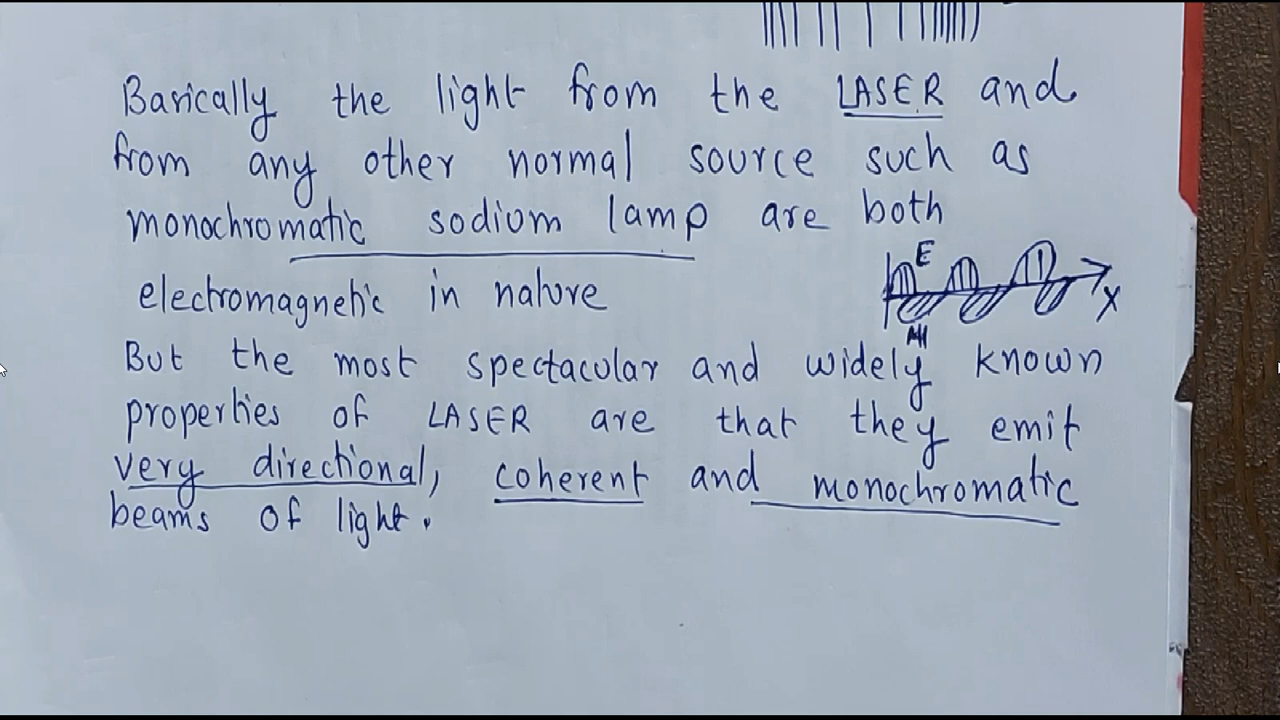 Basically the light from the LASER and
from any other normal source such as
monochromatic sodium lamp are both
E
electromagnetic in nature
X
But the most spectacular and widely known
properties of LASER are that they emit
very directional, coherent and monochromatic
beams of light.